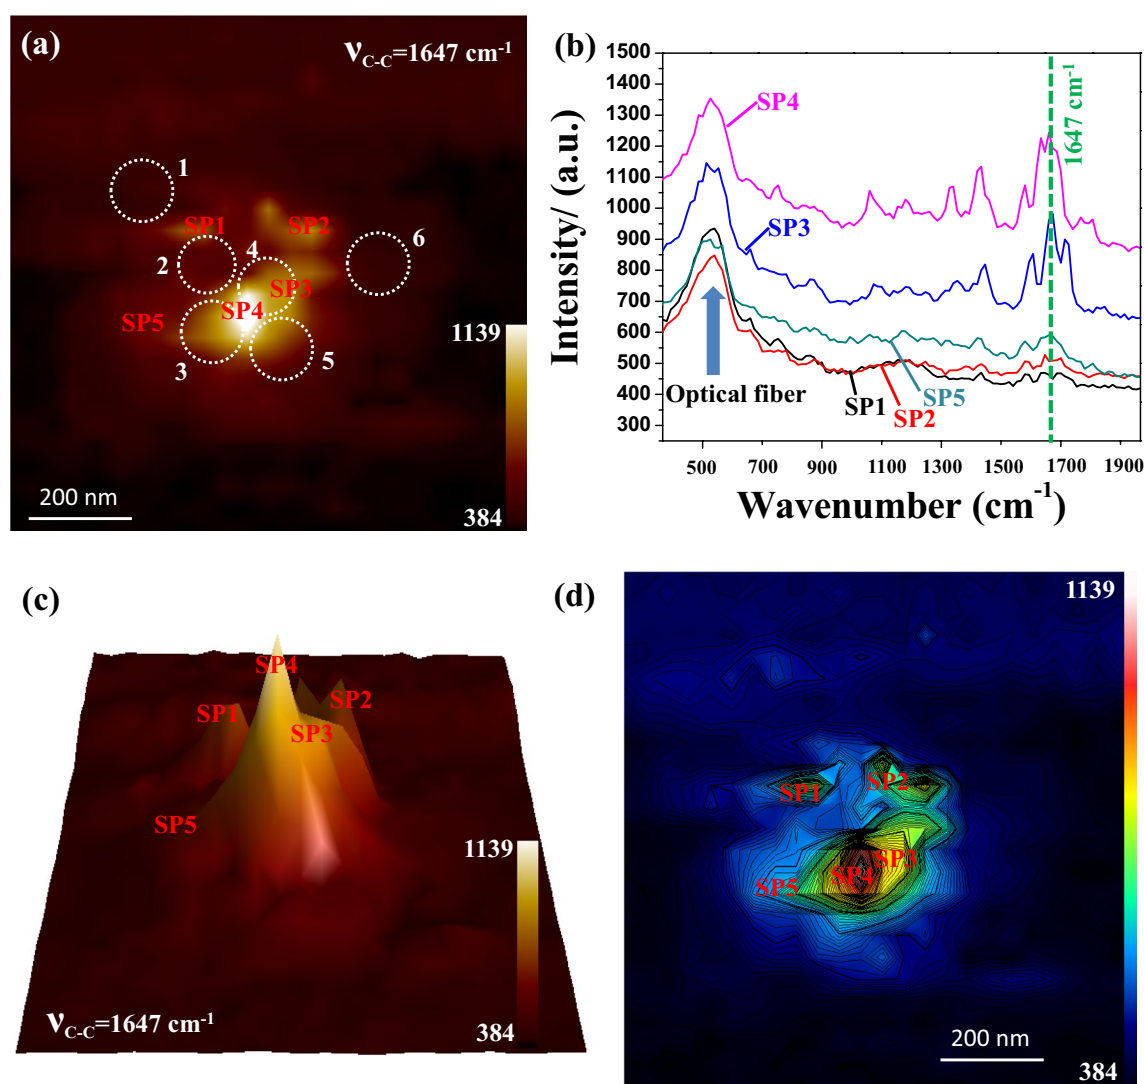 (a)
νC-C=1647 cm-1
1
SP1
SP2
2
4
6
SP3
SP4
SP5
3
5
1139
200 nm
384
(b)
1500
1400
1300
1200
1100
1000
900
800
700
600
500
400
300
Intensity/ (a.u.)
SP4
SP3
1647 cm-1
Optical fiber
SP1
SP2
SP5
500 700 900 1100 1300 1500 1700 1900
Wavenumber (cm-1)
(c)
SP4
SP1
SP2
SP3
SP5
1139
νC-C=1647 cm-1
384
(d)
1139
SP1
SP2
SP3
SP4
SP5
200 nm
384